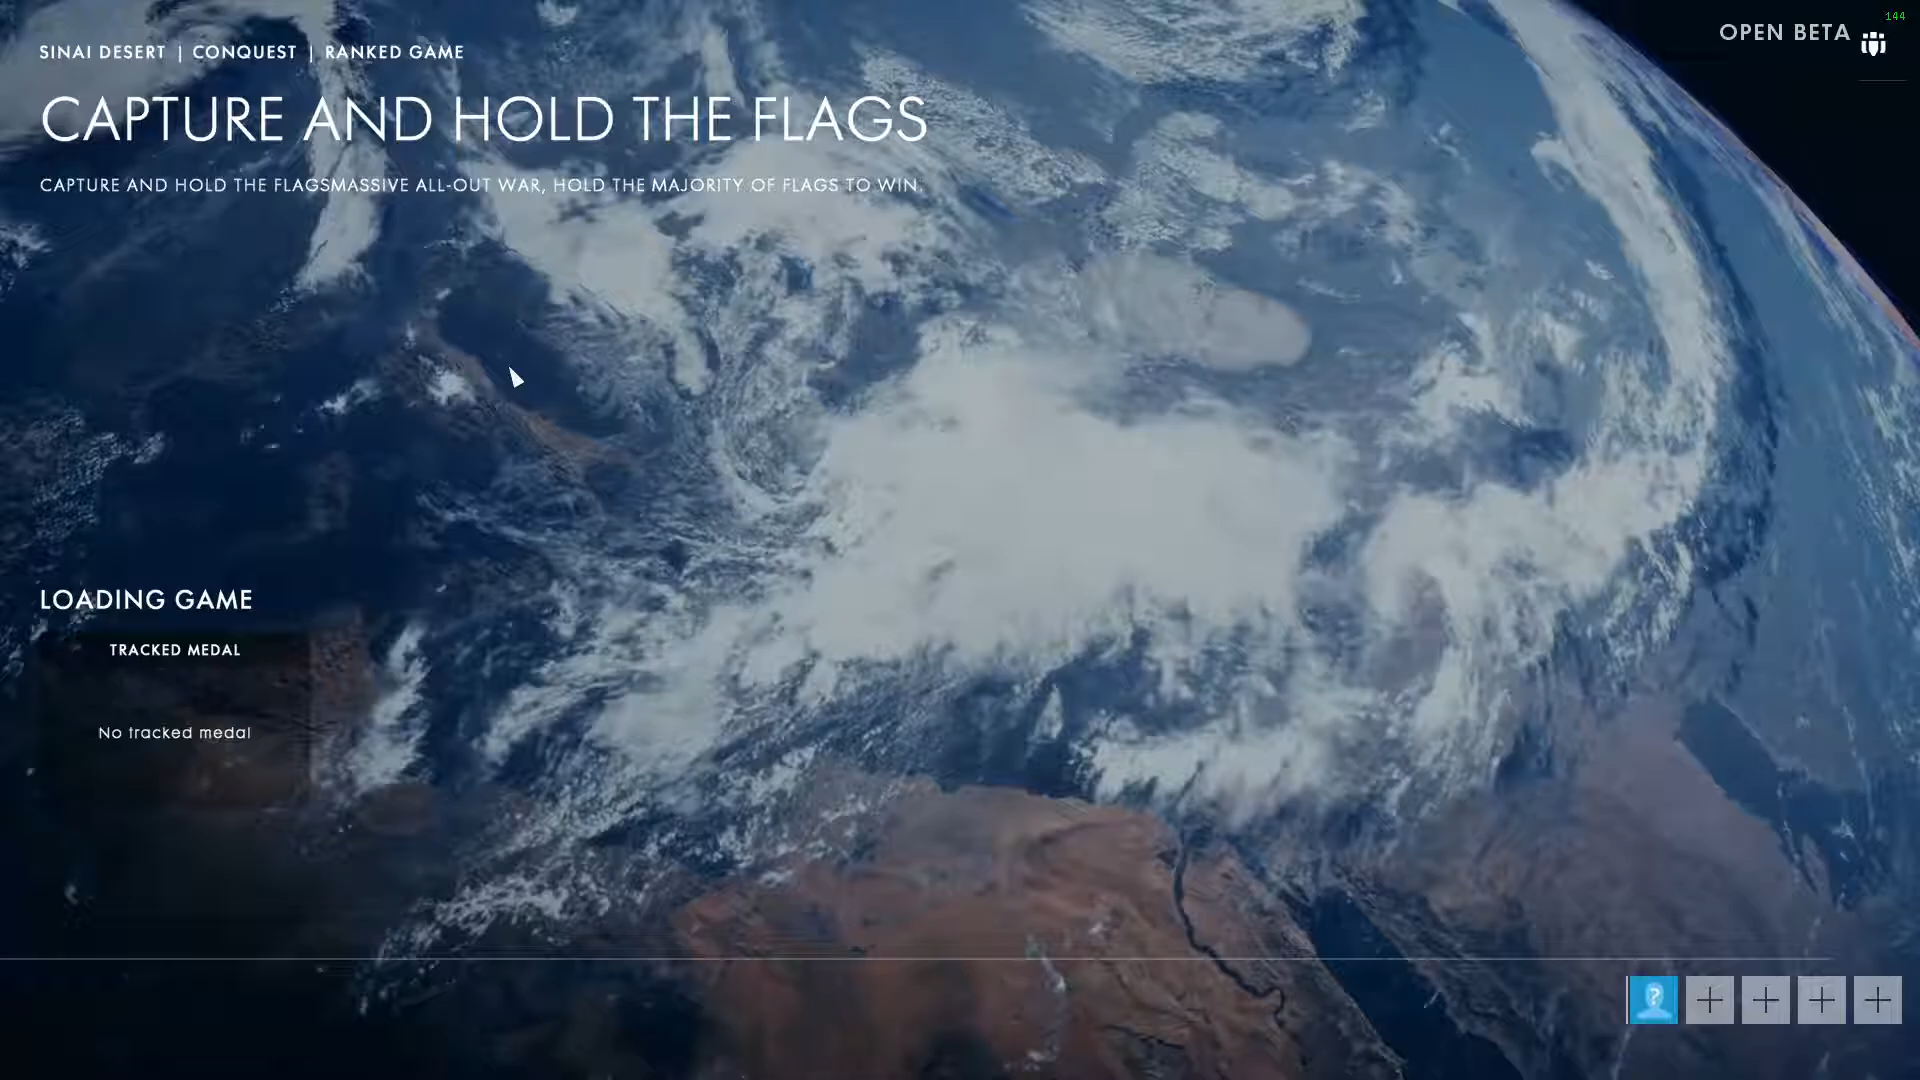 144
OPEN BETA
SINAI DESERT | CONQUEST | RANKED GAME
CAPTURE AND HOLD THE FLAGS
CAPTURE AND HOLD THE FLAGSMASSIVE ALL-OUT WAR, HOLD THE MAJORITY OF FLAGS TO WIN.
LOADING GAME
TRACKED MEDAL
No tracked medal
?